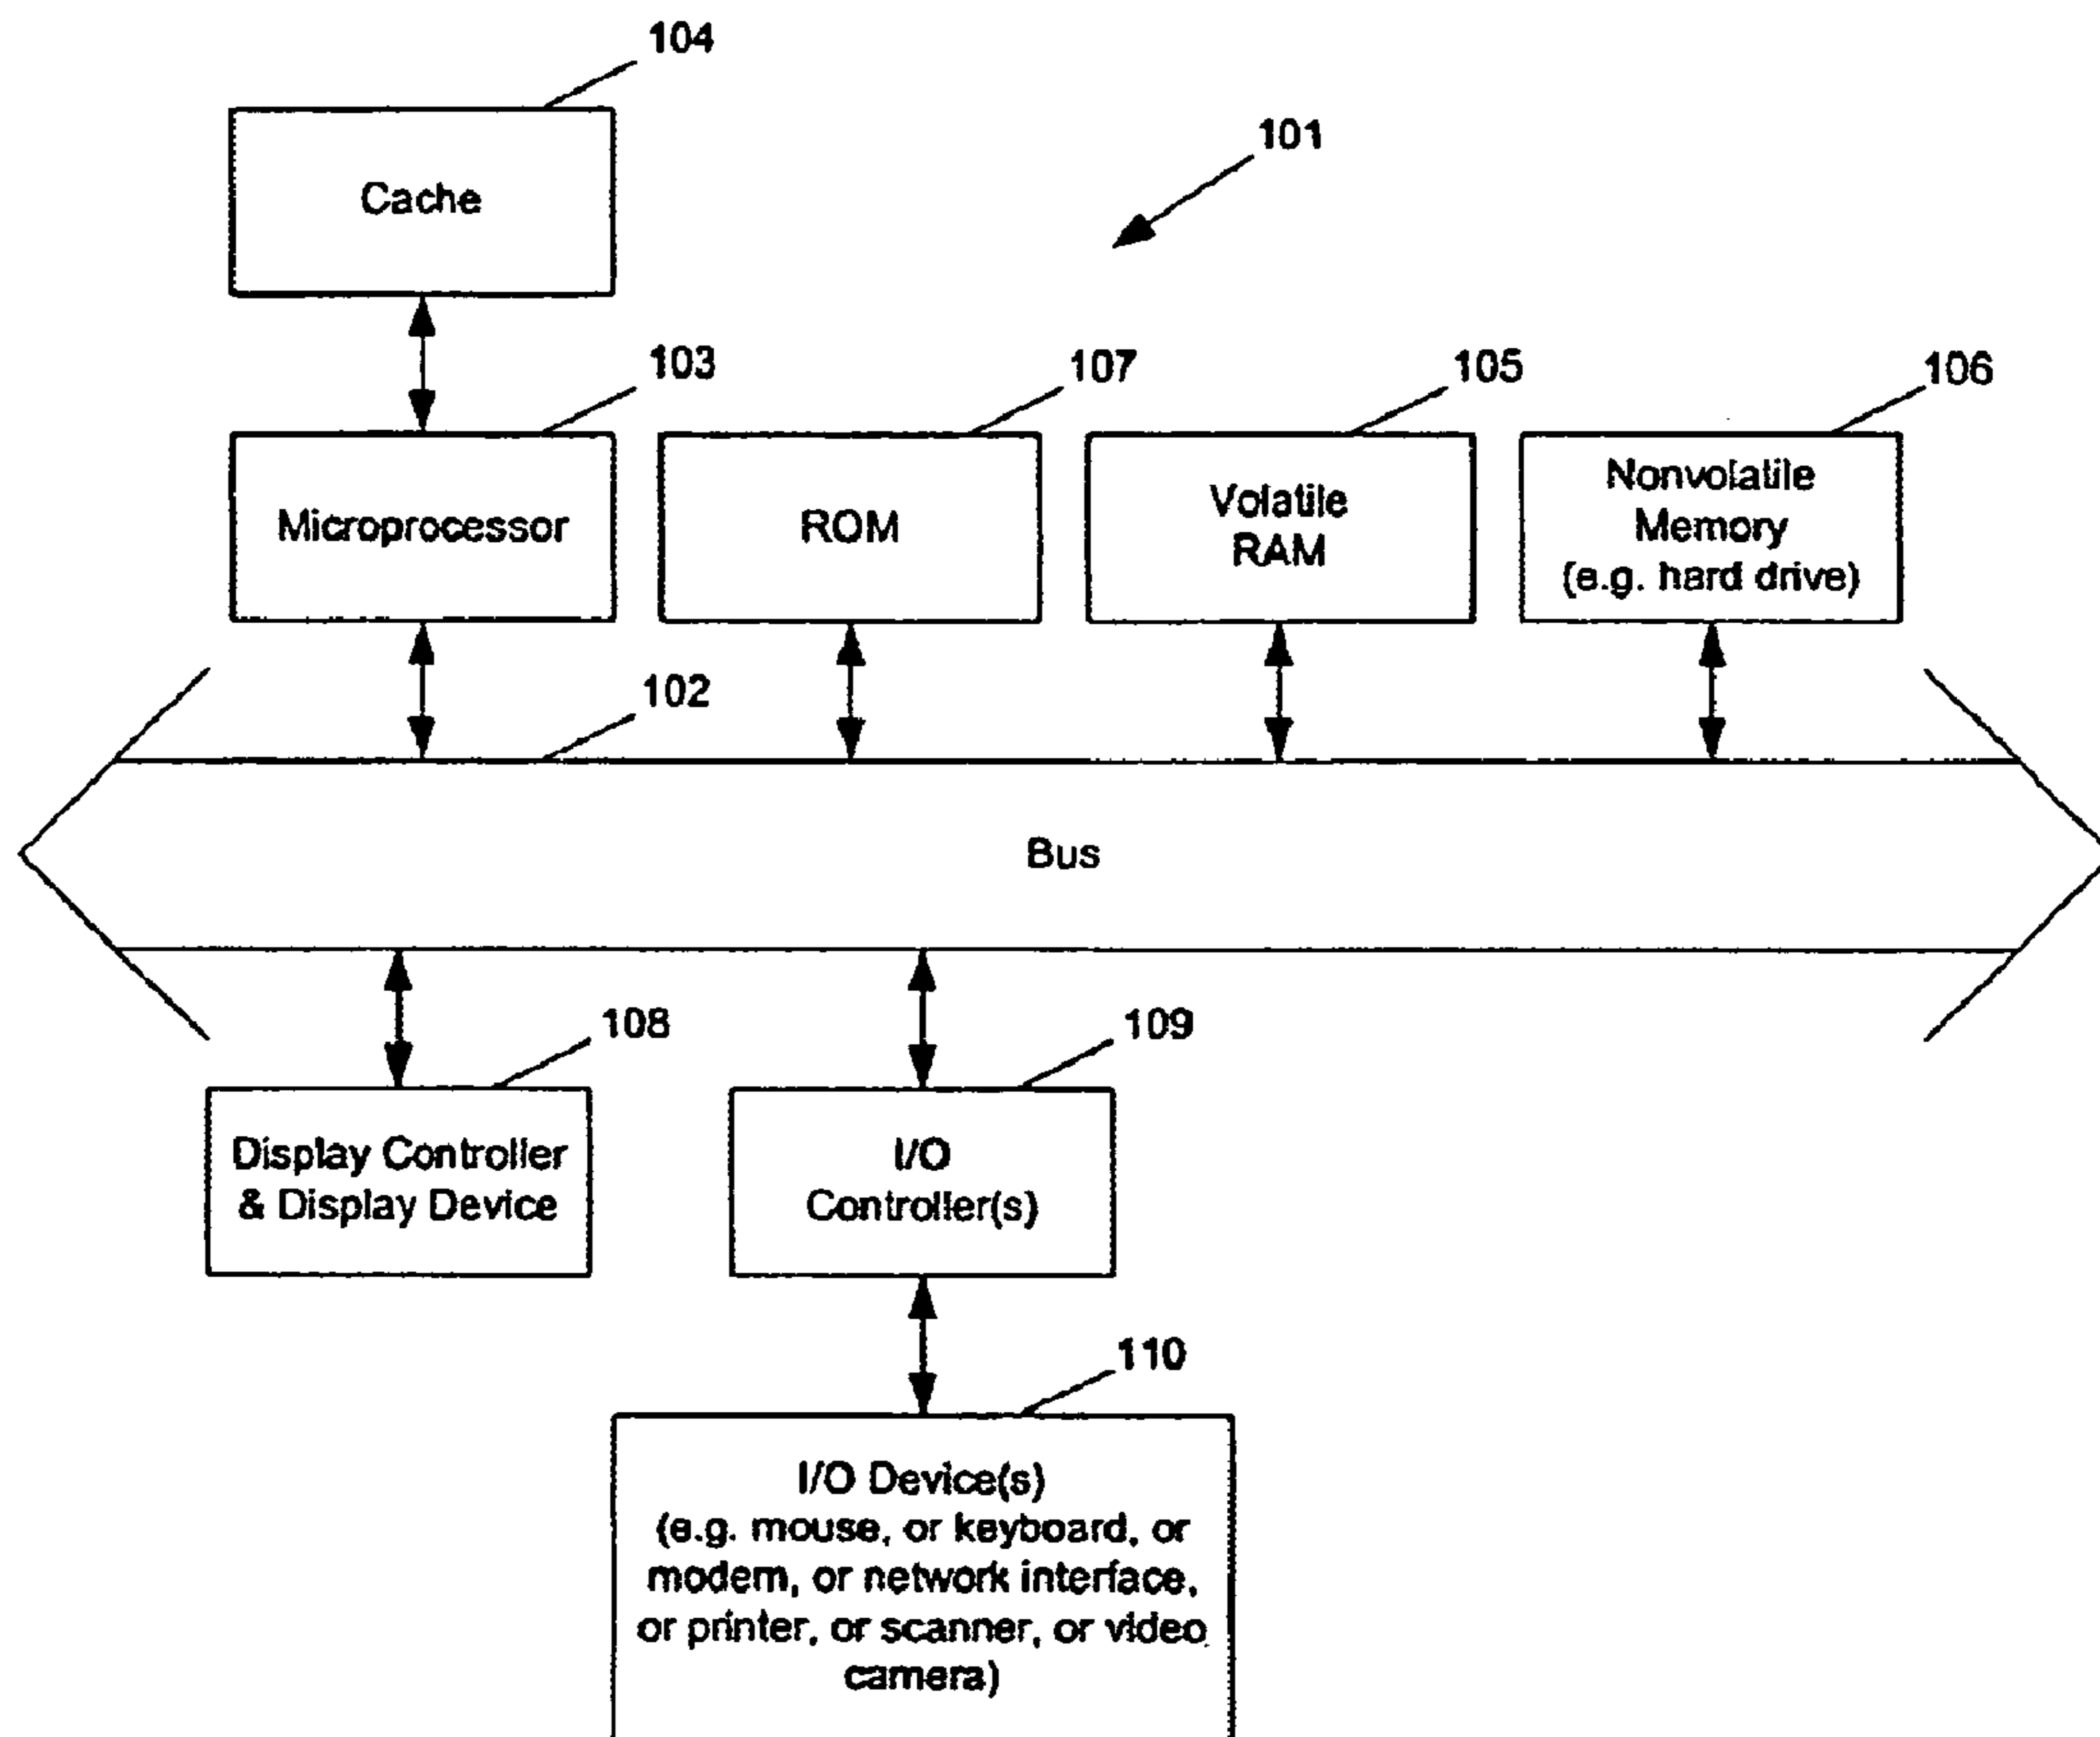 104
101
Cache
103
107
105
106
Microprocessor
ROM
Volatile
RAM
Nonvolatile
Memory
(e.g. hard drive)
102
Bus
108
109
Display Controller
& Display Device
I/O
Controller(s)
110
I/O Device(s)
(e.g. mouse, or keyboard, or
modem, or network interface,
or printer, or scanner, or video
camera)